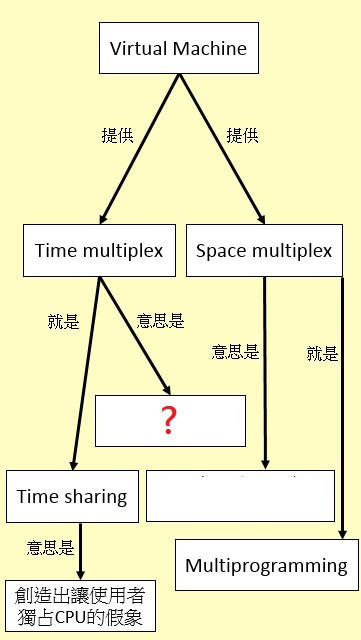 Virtual Machine
提供
提供
Time multiplex
Space multiplex
就是
意思是
意思是
就是
?
Time sharing
意思是
Multiprogramming
創造出讓使用者
獨占CPU的假象